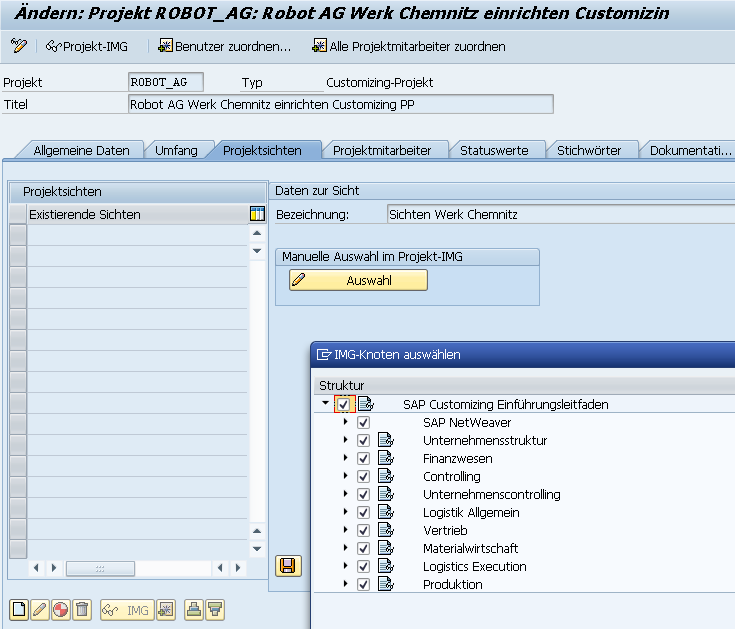 Ändern: Projekt ROBOT_AG: Robot AG Werk Chemnitz einrichten Customizin
Projekt-IMG Benutzer zuordnen... Alle Projektmitarbeiter zuordnen
Projekt ROBOT_AG Typ Customizing-Projekt
Titel Robot AG Werk Chemnitz einrichten Customizing PP
Allgemeine Daten Umfang Projektsichten Projektmitarbeiter Statuswerte Stichwörter Dokumentati...
Projektsichten Daten zur Sicht
Existierende Sichten Bezeichnung: Sichten Werk Chemnitz
Manuelle Auswahl im Projekt-IMG
Auswahl
IMG-Knoten auswählen
Struktur
SAP Customizing Einführungsleitfaden
SAP NetWeaver
Unternehmensstruktur
Finanzwesen
Controlling
Unternehmenscontrolling
Logistik Allgemein
Vertrieb
Materialwirtschaft
Logistics Execution
Produktion
IMG